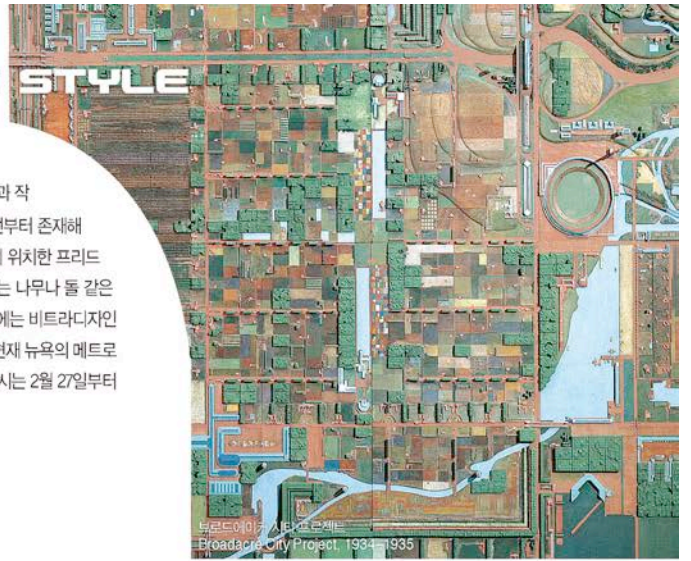 STYLE
과 작
부터 존재해
위치한 프리드
는 나무나 돌 같은
에는 비트라디자인
현재 뉴욕의 메트로
시는 2월 27일부터
브로드에이커 시티 프로젝트
Broadacre City Project, 1934–1935